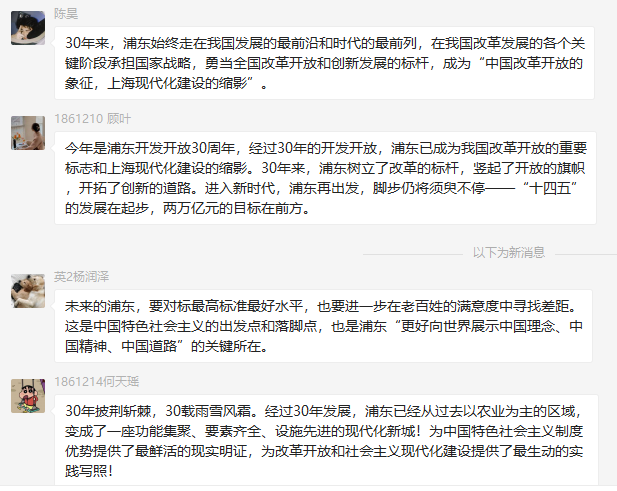 陈昊
30年来，浦东始终走在我国发展的最前沿和时代的最前列，在我国改革发展的各个关
键阶段承担国家战略，勇当全国改革开放和创新发展的标杆，成为“中国改革开放的
象征，上海现代化建设的缩影”。
1861210 顾叶
今年是浦东开发开放30周年，经过30年的开发开放，浦东已成为我国改革开放的重要
标志和上海现代化建设的缩影。30年来，浦东树立了改革的标杆，竖起了开放的旗帜
，开拓了创新的道路。进入新时代，浦东再出发，脚步仍将须臾不停——“十四五”
的发展在起步，两万亿元的目标在前方。
以下为新消息
英2杨润泽
未来的浦东，要对标最高标准最好水平，也要进一步在老百姓的满意度中寻找差距。
这是中国特色社会主义的出发点和落脚点，也是浦东“更好向世界展示中国理念、中
国精神、中国道路”的关键所在。
1861214何天瑶
30年披荆斩棘，30载雨雪风霜。经过30年发展，浦东已经从过去以农业为主的区域，
变成了一座功能集聚、要素齐全、设施先进的现代化新城！为中国特色社会主义制度
优势提供了最鲜活的现实明证，为改革开放和社会主义现代化建设提供了最生动的实
践写照！